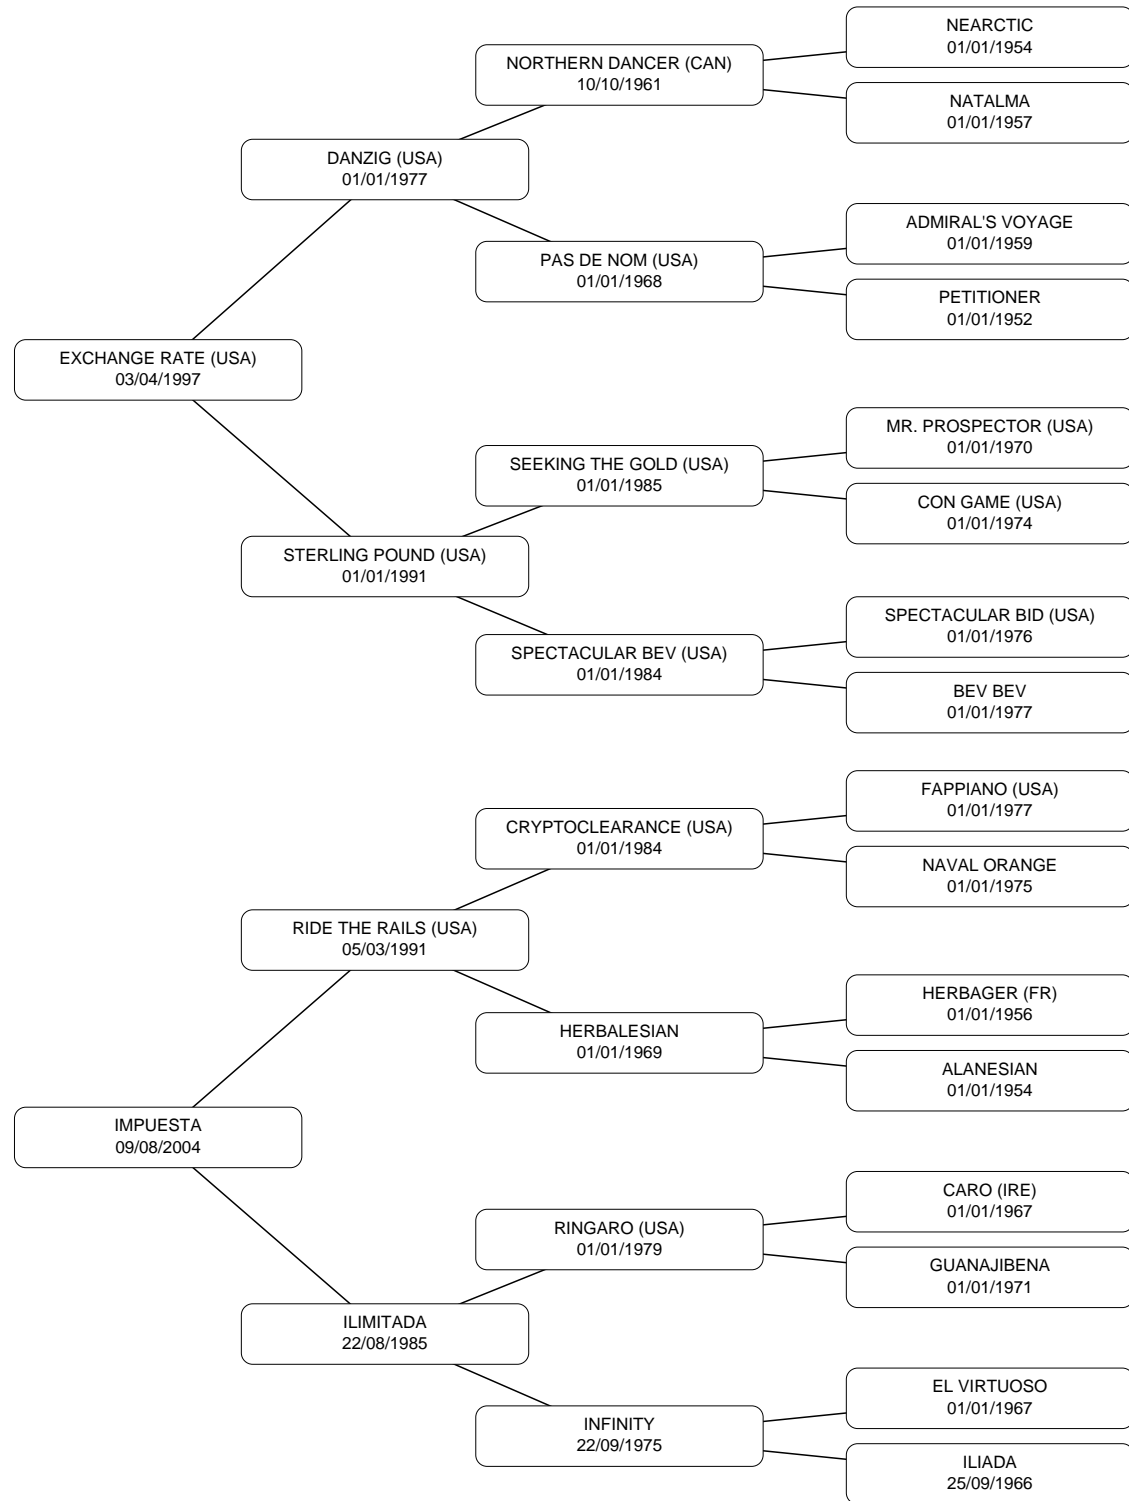 NEARCTIC
01/01/1954
NORTHERN DANCER (CAN)
10/10/1961
NATALMA
01/01/1957
DANZIG (USA)
01/01/1977
ADMIRAL'S VOYAGE
01/01/1959
PAS DE NOM (USA)
01/01/1968
PETITIONER
01/01/1952
EXCHANGE RATE (USA)
03/04/1997
MR. PROSPECTOR (USA)
01/01/1970
SEEKING THE GOLD (USA)
01/01/1985
CON GAME (USA)
01/01/1974
STERLING POUND (USA)
01/01/1991
SPECTACULAR BID (USA)
01/01/1976
SPECTACULAR BEV (USA)
01/01/1984
BEV BEV
01/01/1977
FAPPIANO (USA)
01/01/1977
CRYPTOCLEARANCE (USA)
01/01/1984
NAVAL ORANGE
01/01/1975
RIDE THE RAILS (USA)
05/03/1991
HERBAGER (FR)
01/01/1956
HERBALESIAN
01/01/1969
ALANESIAN
01/01/1954
IMPUESTA
09/08/2004
CARO (IRE)
01/01/1967
RINGARO (USA)
01/01/1979
GUANAJIBENA
01/01/1971
ILIMITADA
22/08/1985
EL VIRTUOSO
01/01/1967
INFINITY
22/09/1975
ILIADA
25/09/1966